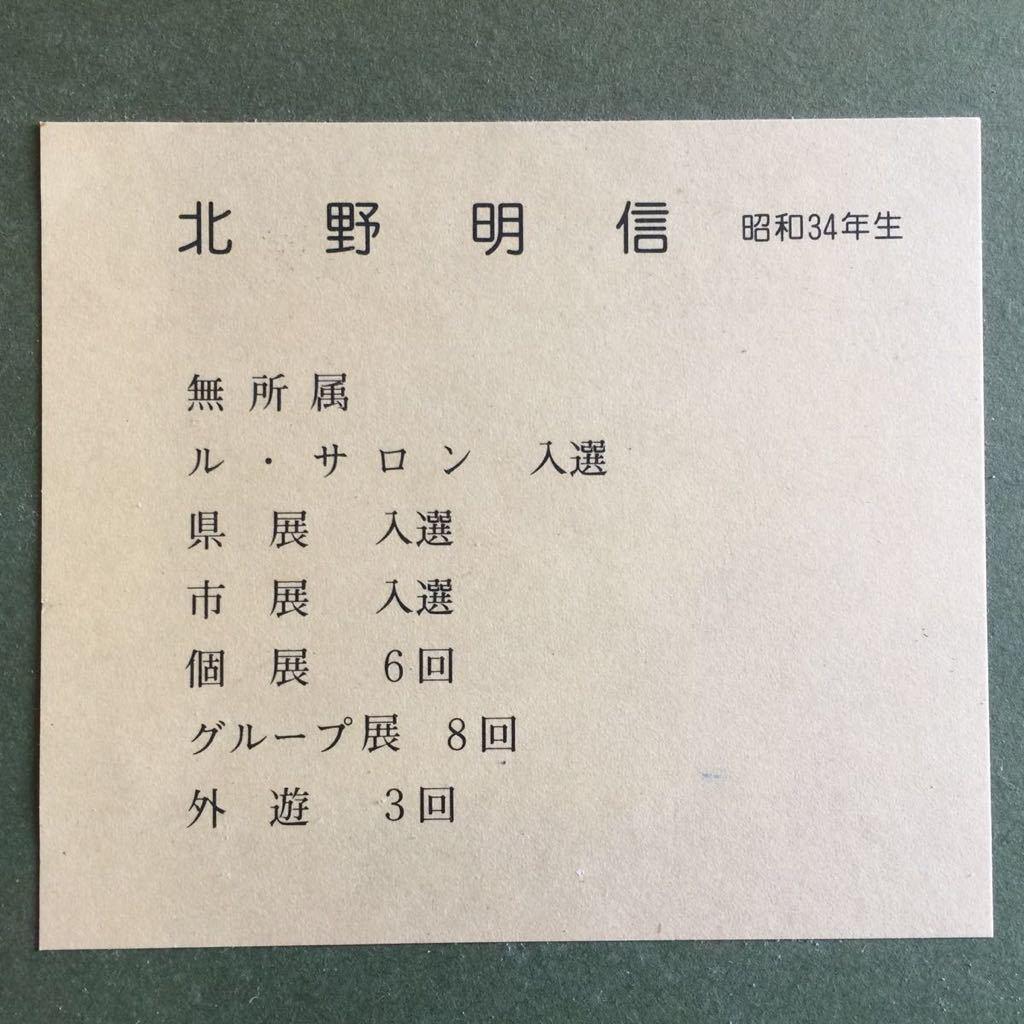 北野明信 昭和34年生
無所属
ル・サロン 入選
県展 入選
市展 入選
個展 6回
グループ展 8回
外遊 3回